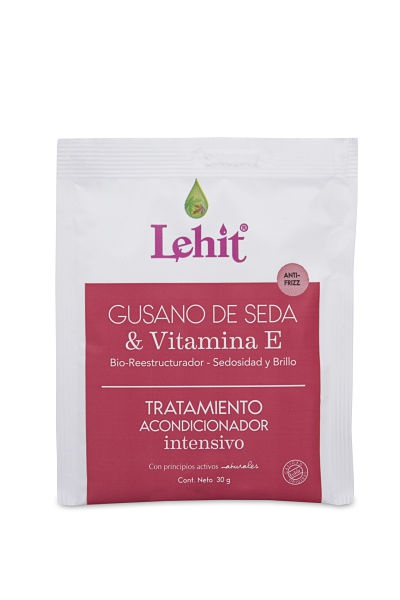 Lehit®
ANTI-
FRIZZ
GUSANO DE SEDA
& Vitamina E
Bio-Reestructurador - Sedosidad y Brillo
TRATAMIENTO
ACONDICIONADOR
intensivo
Con principios activos naturales
Cont. Neto 30 g